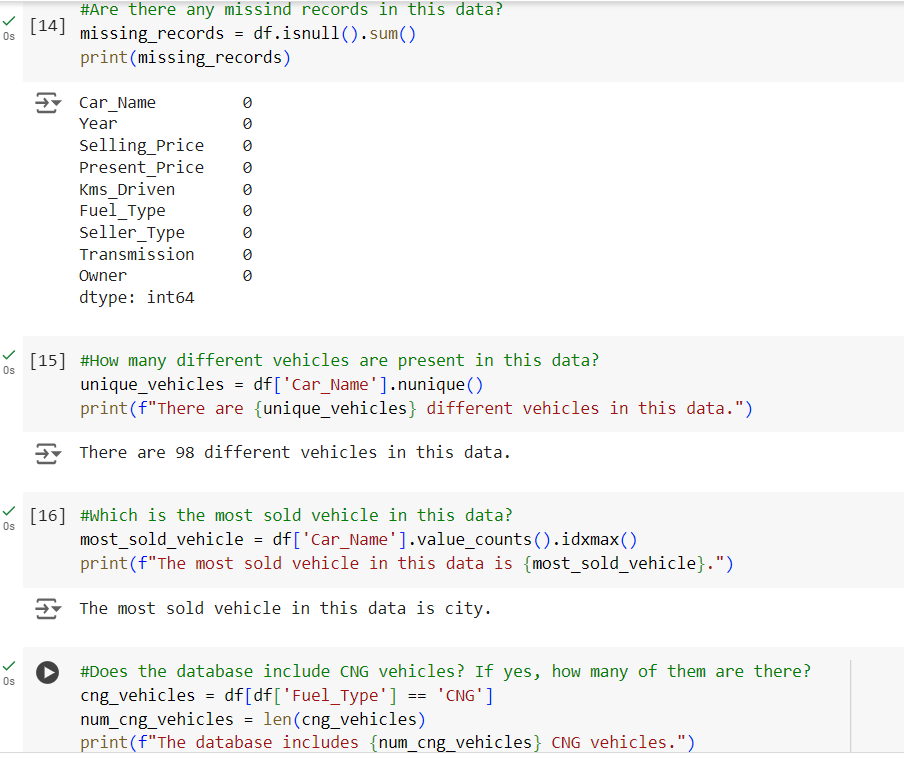 #Are there any missind records in this data?
[14] missing_records = df.isnull().sum()
0s
print(missing_records)
Car_Name 0
Year 0
Selling_Price 0
Present_Price 0
Kms_Driven 0
Fuel_Type 0
Seller_Type 0
Transmission 0
Owner 0
dtype: int64
[15] #How many different vehicles are present in this data?
0s
unique_vehicles = df['Car_Name'].nunique()
print(f"There are {unique_vehicles} different vehicles in this data.")
There are 98 different vehicles in this data.
[16] #Which is the most sold vehicle in this data?
0s
most_sold_vehicle = df['Car_Name'].value_counts().idxmax()
print(f"The most sold vehicle in this data is {most_sold_vehicle}.")
The most sold vehicle in this data is city.
#Does the database include CNG vehicles? If yes, how many of them are there?
0s
cng_vehicles = df[df['Fuel_Type'] == 'CNG']
num_cng_vehicles = len(cng_vehicles)
print(f"The database includes {num_cng_vehicles} CNG vehicles.")